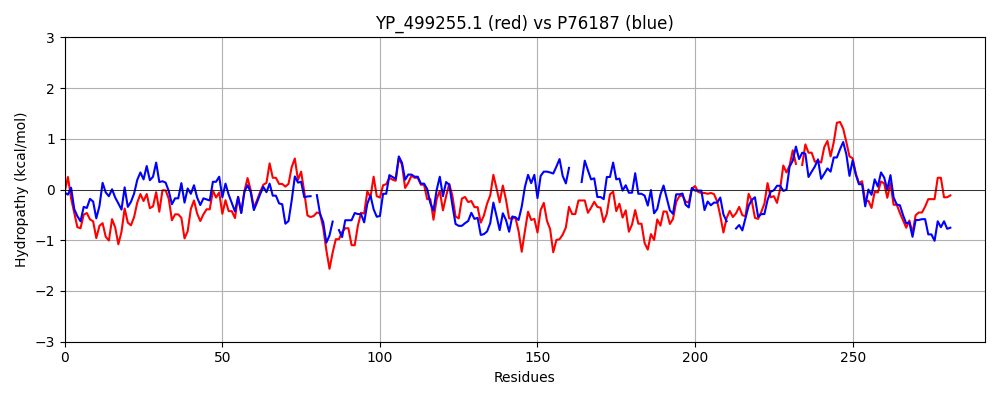 YP_499255.1 (red) vs P76187 (blue)
Hydropathy (kcal/mol)
3
2
1
0
−1
−2
−3
0 50 100 150 200 250
Residues